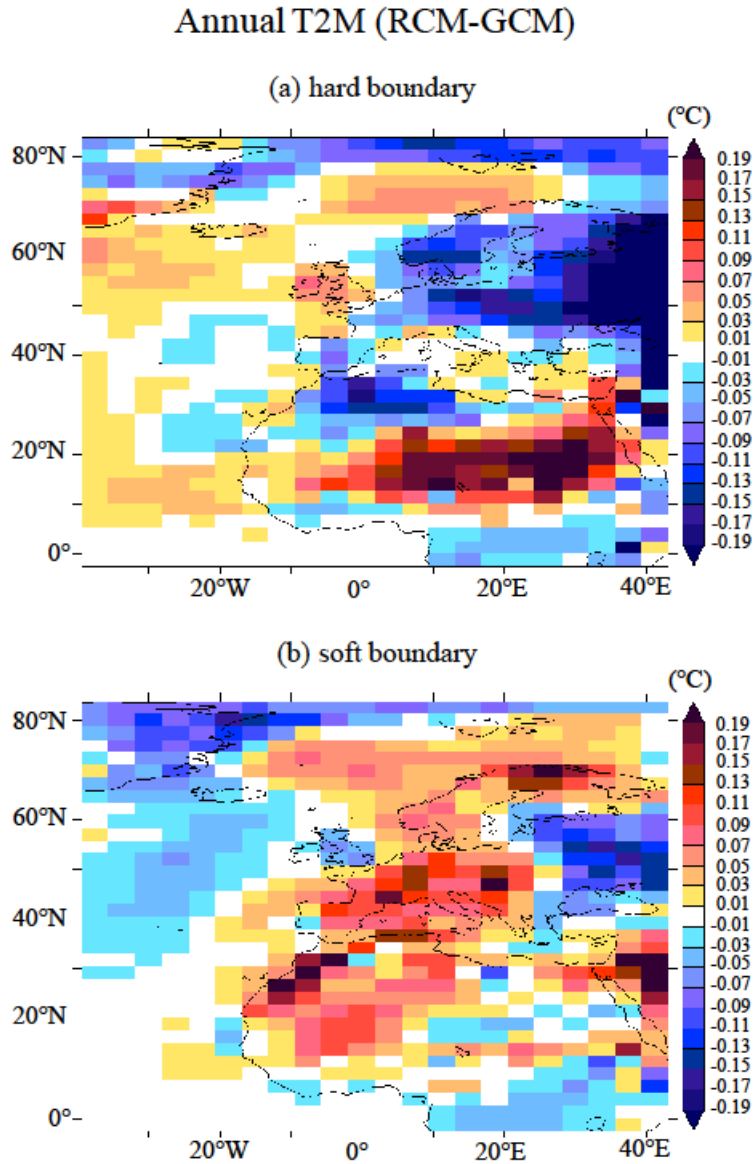 Annual T2M (RCM-GCM)
(a) hard boundary
(°C)
80°N
60°N
40°N
20°N
0°
20°W
0°
20°E
40°E
0.19
0.17
0.15
0.13
0.11
0.09
0.07
0.05
0.03
0.01
-0.01
-0.03
-0.05
-0.07
-0.09
-0.11
-0.13
-0.15
-0.17
-0.19
(b) soft boundary
(°C)
80°N
60°N
40°N
20°N
0°
20°W
0°
20°E
40°E
0.19
0.17
0.15
0.13
0.11
0.09
0.07
0.05
0.03
0.01
-0.01
-0.03
-0.05
-0.07
-0.09
-0.11
-0.13
-0.15
-0.17
-0.19